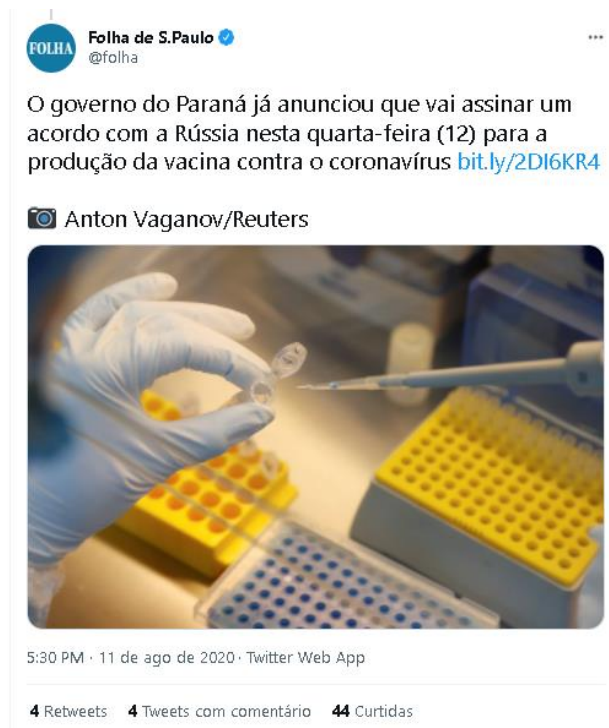 FOLHA
Folha de S.Paulo
@folha
O governo do Paraná já anunciou que vai assinar um
acordo com a Rússia nesta quarta-feira (12) para a
produção da vacina contra o coronavírus bit.ly/2DI6KR4
📷 Anton Vaganov/Reuters
5:30 PM · 11 de ago de 2020 · Twitter Web App
4 Retweets 4 Tweets com comentário 44 Curtidas